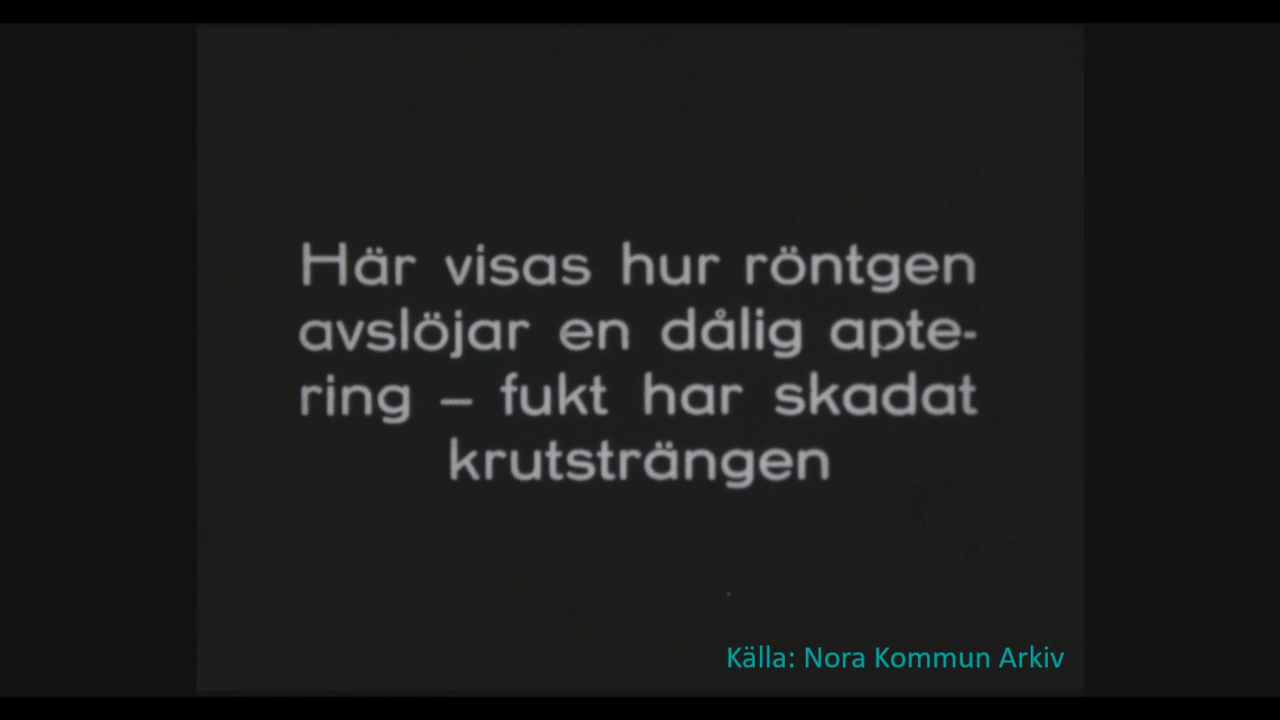 Här visas hur röntgen
avslöjar en dålig apte-
ring – fukt har skadat
krutsträngen
Källa: Nora Kommun Arkiv